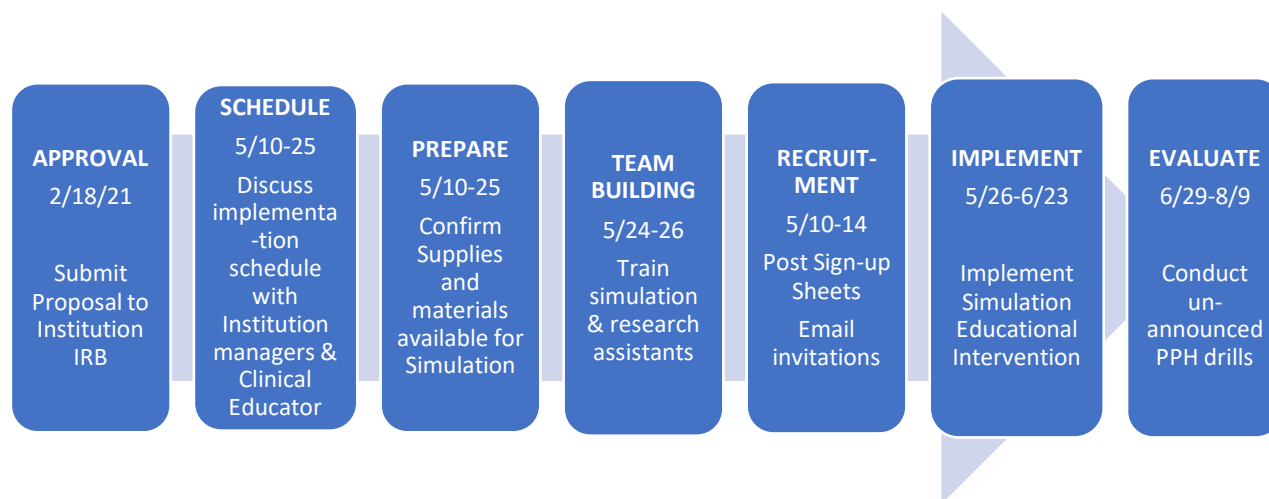 APPROVAL
2/18/21
Submit
Proposal to
Institution
IRB
SCHEDULE
5/10-25
Discuss
implementa
-tion
schedule
with
Institution
managers &
Clinical
Educator
PREPARE
5/10-25
Confirm
Supplies
and
materials
available for
Simulation
TEAM
BUILDING
5/24-26
Train
simulation
& research
assistants
RECRUIT-
MENT
5/10-14
Post Sign-up
Sheets
Email
invitations
IMPLEMENT
5/26-6/23
Implement
Simulation
Educational
Intervention
EVALUATE
6/29-8/9
Conduct
un-
announced
PPH drills